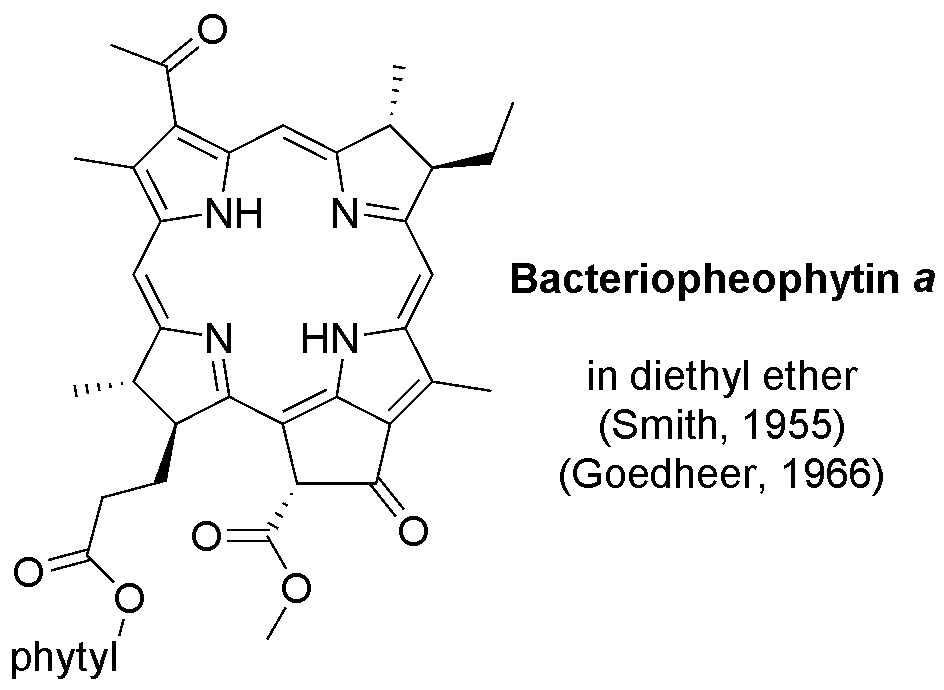 O
NH
N
Bacteriopheophytin a
N
HN
in diethyl ether
(Smith, 1955)
(Goedheer, 1966)
O
O
O
O
O
phytyl